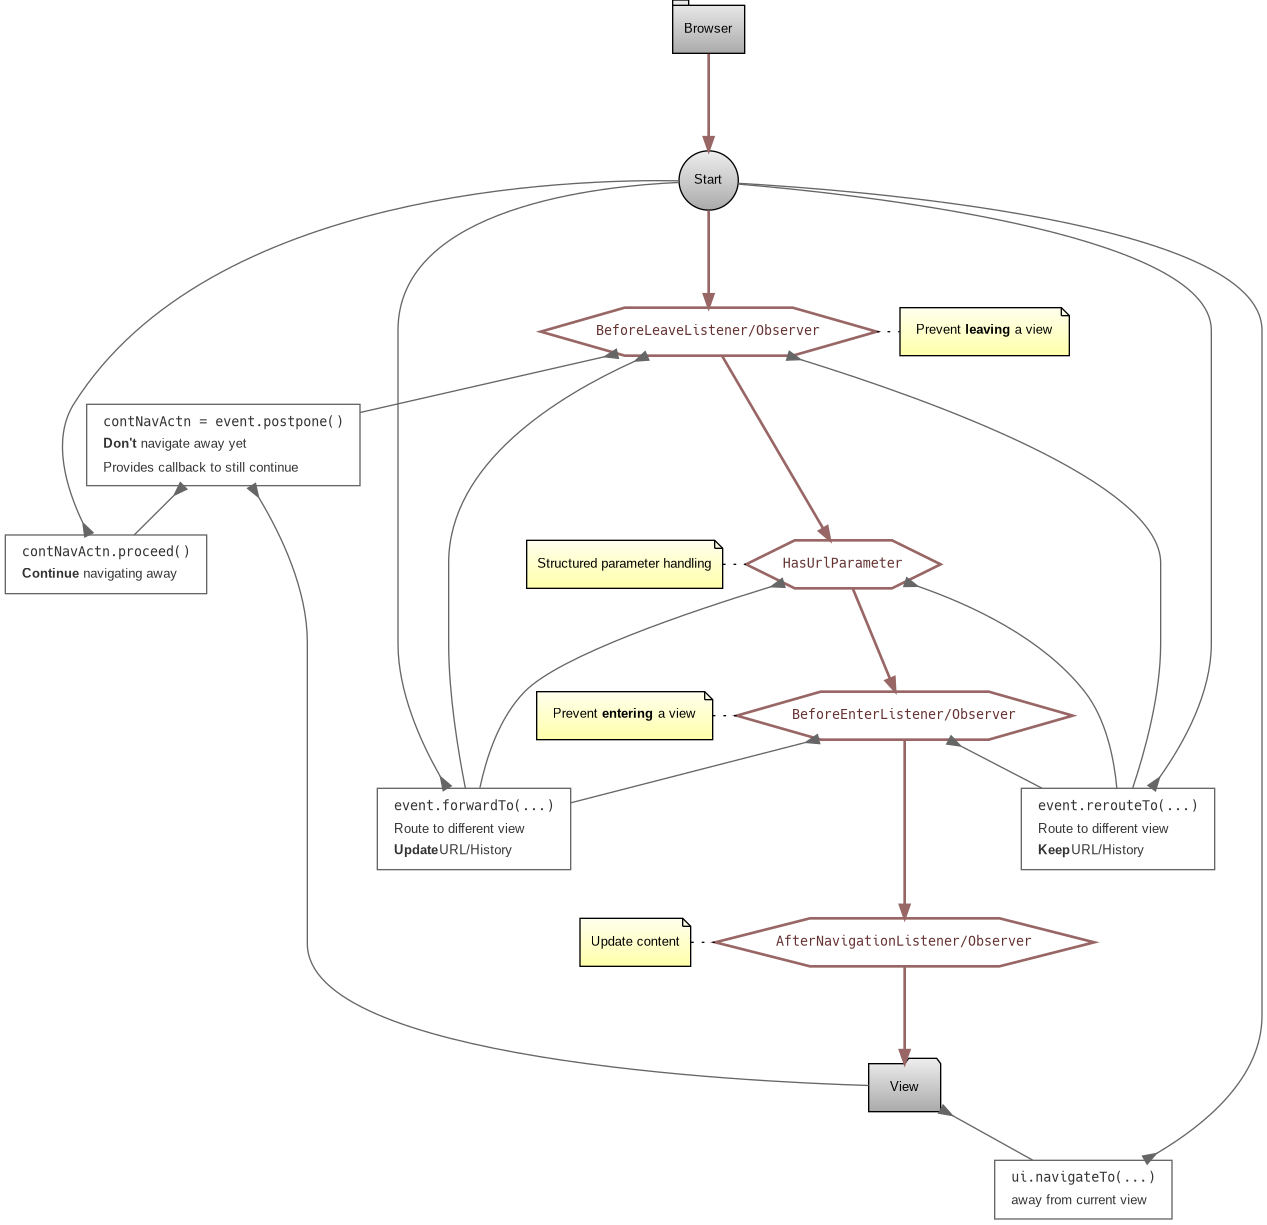 Browser
Start
BeforeLeaveListener/Observer
Prevent leaving a view
contNavActn = event.postpone()
Don't navigate away yet
Provides callback to still continue
contNavActn.proceed()
Continue navigating away
Structured parameter handling
HasUrlParameter
Prevent entering a view
BeforeEnterListener/Observer
event.forwardTo(...)
Route to different view
Update URL/History
event.rerouteTo(...)
Route to different view
Keep URL/History
Update content
AfterNavigationListener/Observer
View
ui.navigateTo(...)
away from current view